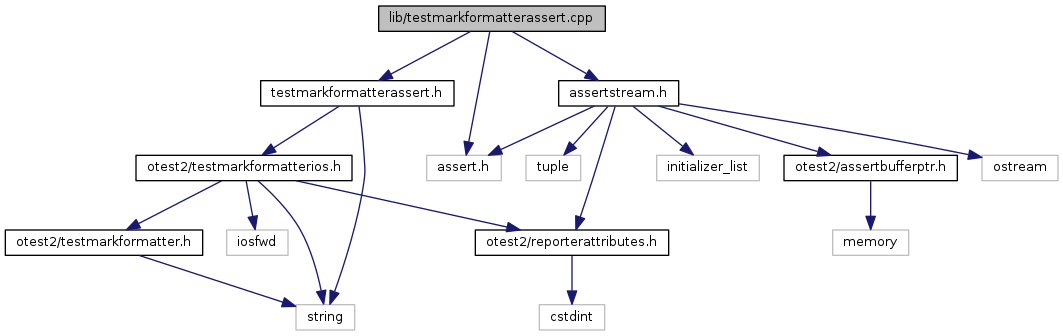 lib/testmarkformatterassert.cpp
testmarkformatterassert.h
assertstream.h
otest2/testmarkformatterios.h
assert.h
tuple
initializer_list
otest2/assertbufferptr.h
ostream
otest2/testmarkformatter.h
iosfwd
otest2/reporterattributes.h
memory
string
cstdint